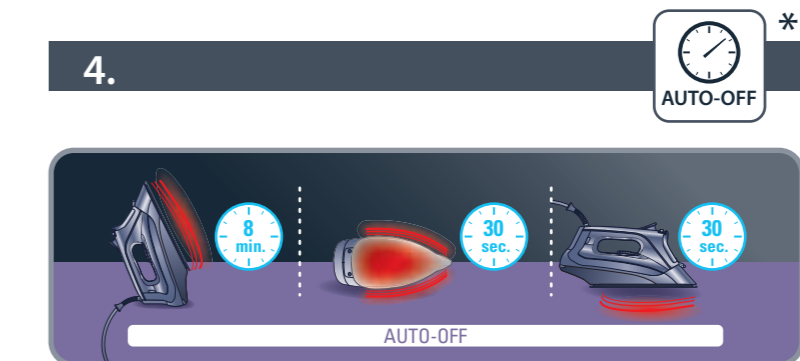 *
4.
AUTO-OFF
8
min.
30
sec.
30
sec.
AUTO-OFF